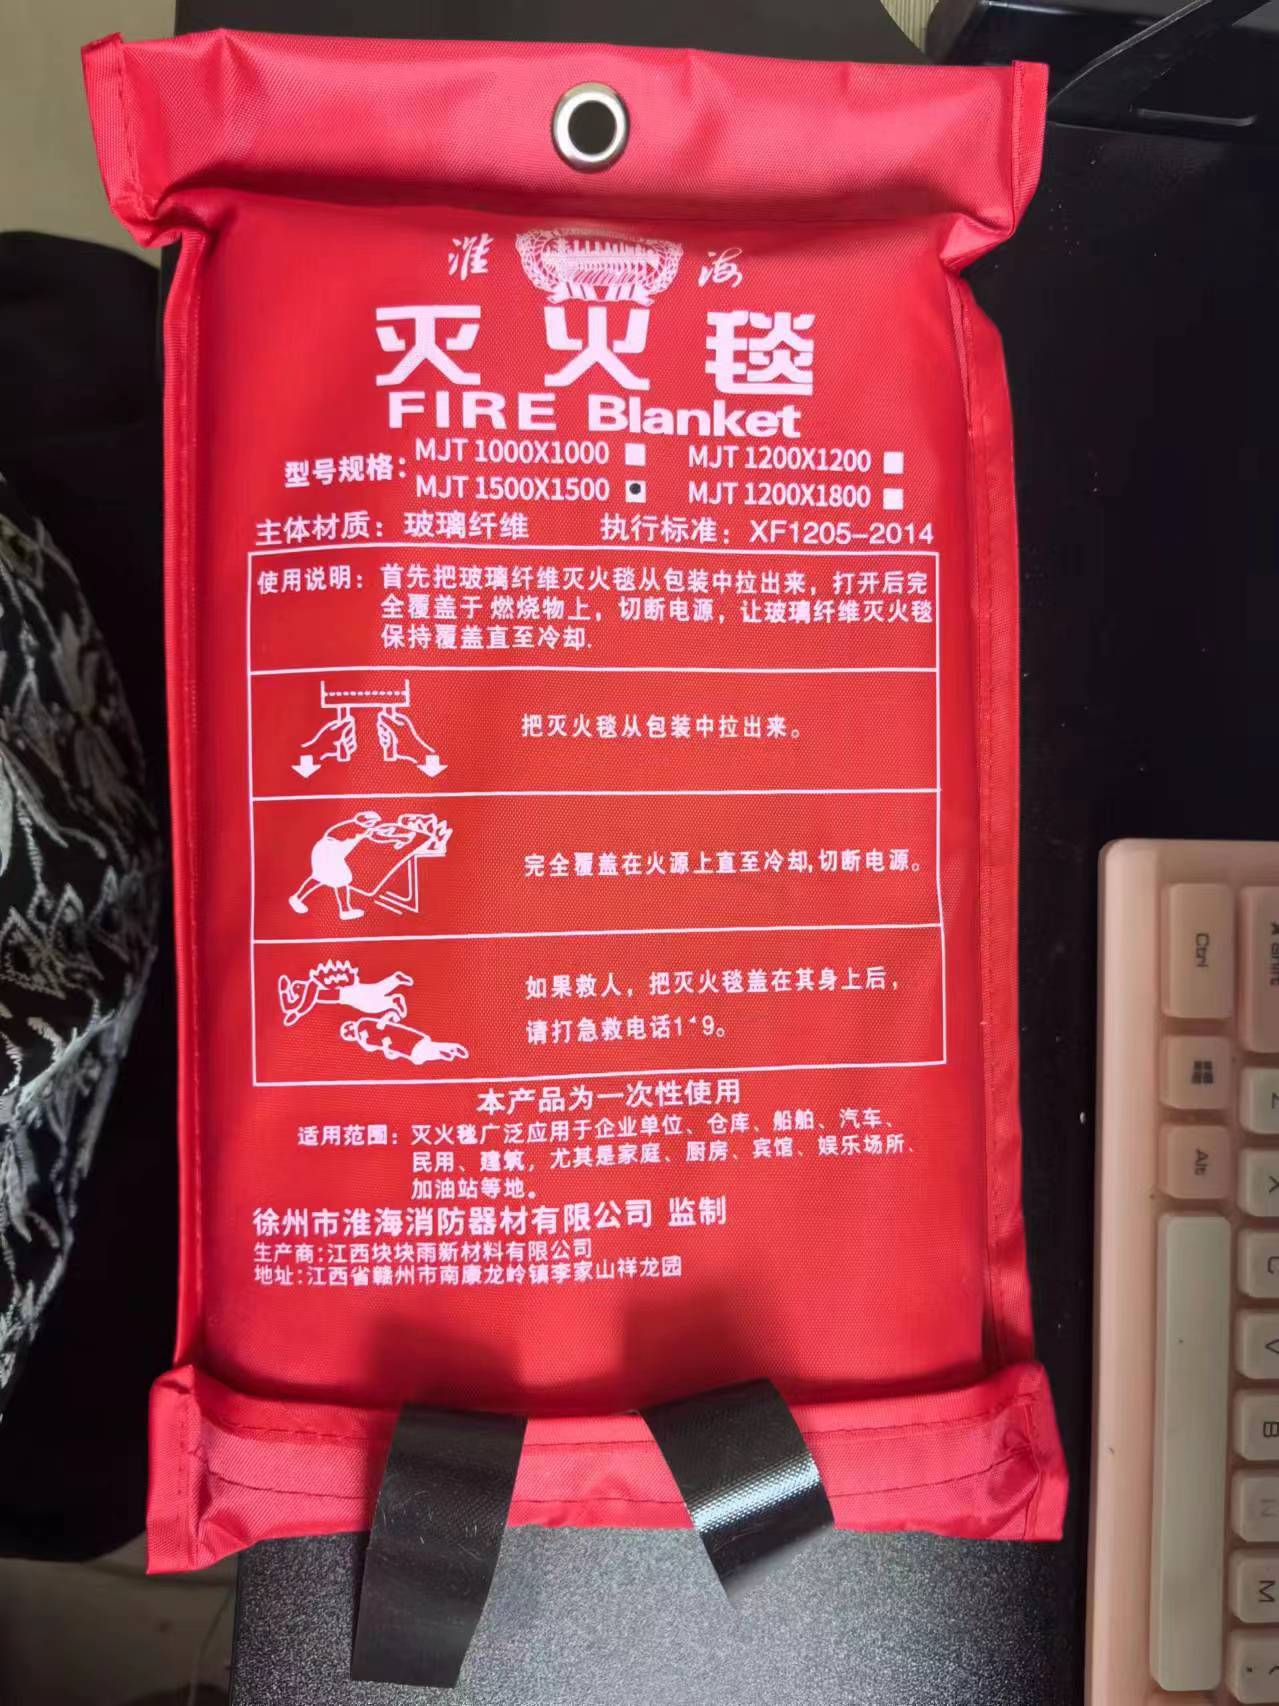 淮 海
灭火毯
FIRE Blanket
型号规格: MJT 1000X1000 MJT 1200X1200
MJT 1500X1500 MJT 1200X1800
主体材质: 玻璃纤维 执行标准: XF1205-2014
使用说明: 首先把玻璃纤维灭火毯从包装中拉出来, 打开后完
全覆盖于 燃烧物上, 切断电源, 让玻璃纤维灭火毯
保持覆盖直至冷却.
把灭火毯从包装中拉出来。
完全覆盖在火源上直至冷却,切断电源。
如果救人, 把灭火毯盖在其身上后,
请打急救电话1 9。
本产品为一次性使用
适用范围: 灭火毯广泛应用于企业单位、仓库、船舶、汽车、
民用、建筑, 尤其是家庭、厨房、宾馆、娱乐场所、
加油站等地。
徐州市淮海消防器材有限公司 监制
生产商:江西块块雨新材料有限公司
地址:江西省赣州市南康龙岭镇李家山祥龙园
Ctrl
Alt
Z
X
C
V
B
N
M